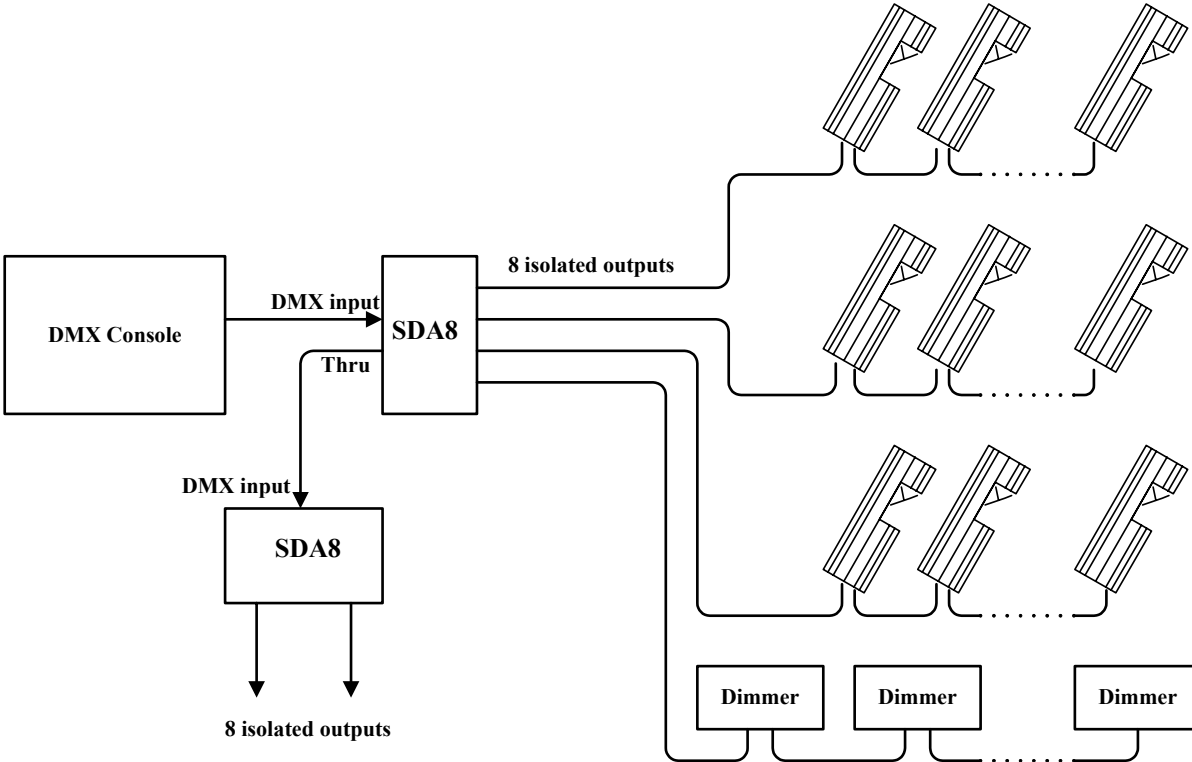 8 isolated outputs
DMX input
DMX Console
SDA8
Thru
DMX input
SDA8
8 isolated outputs
Dimmer
Dimmer
Dimmer